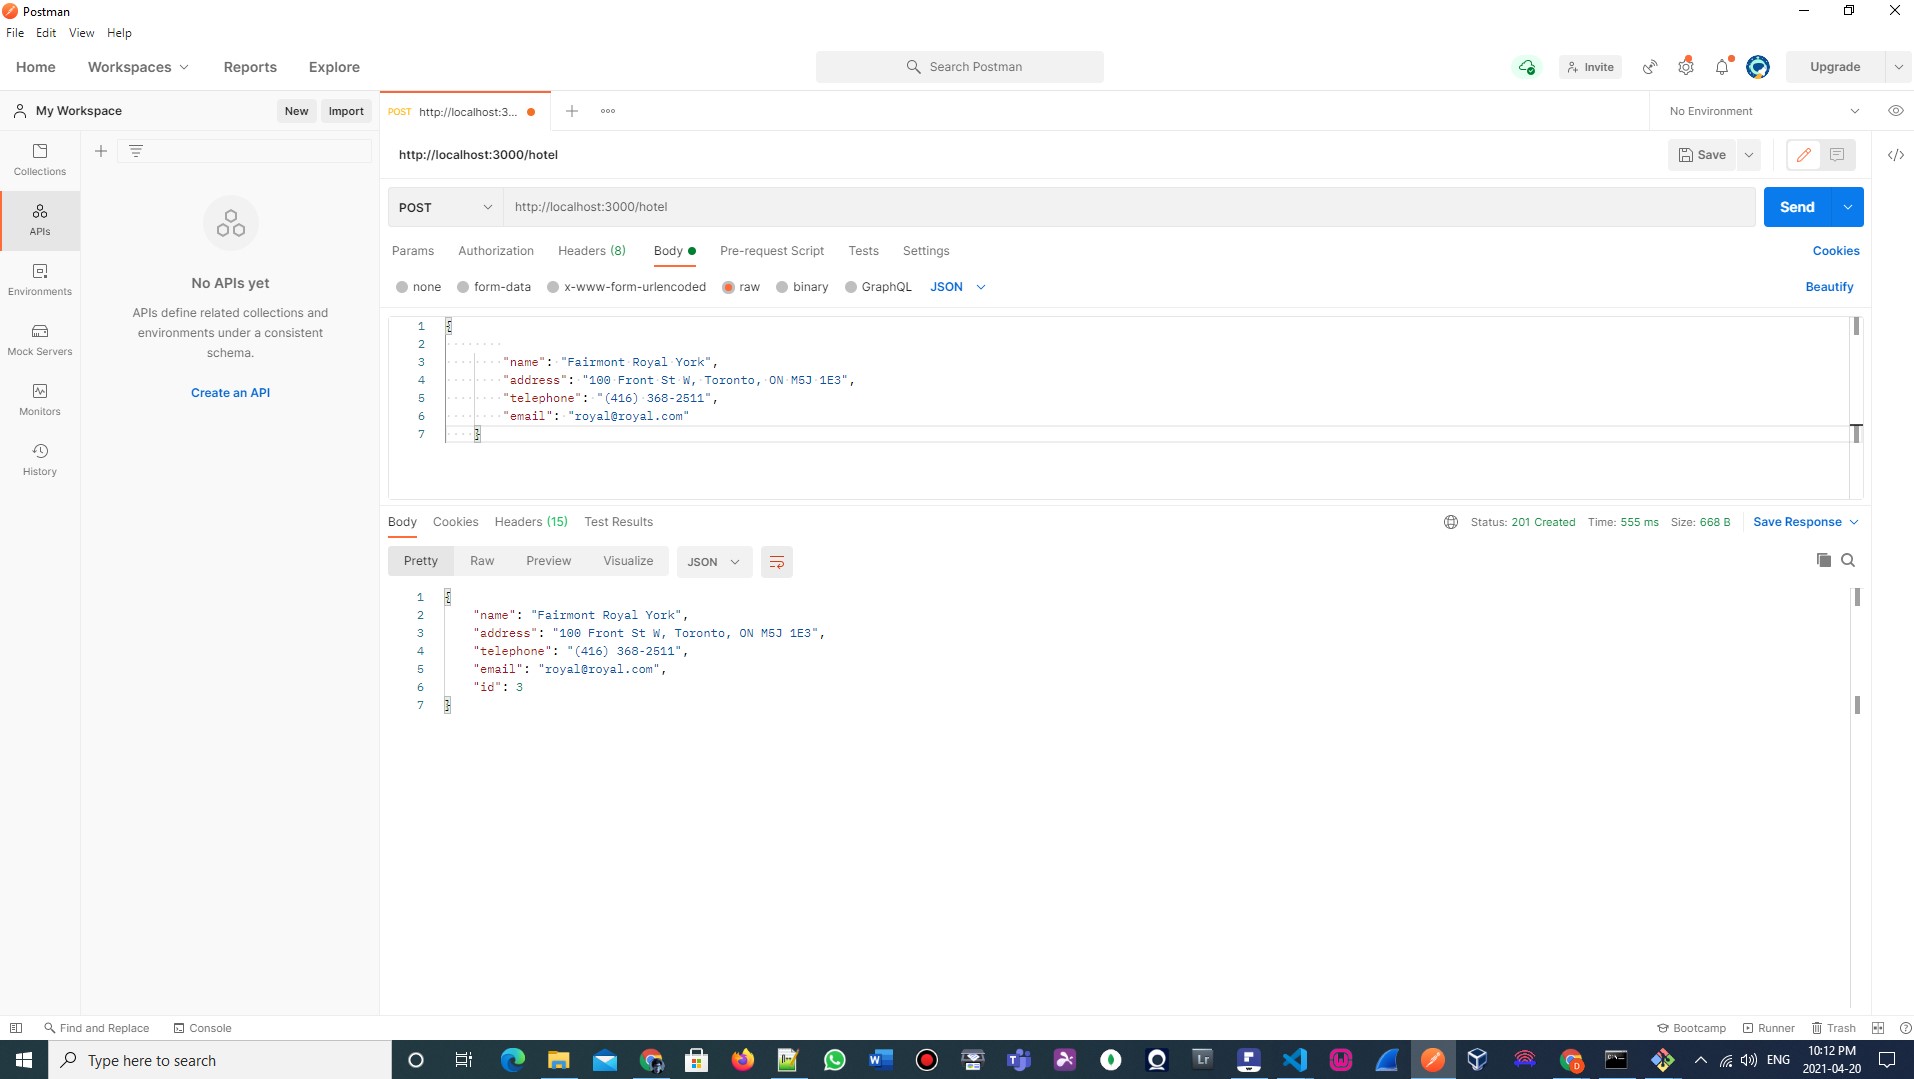 Postman
File Edit View Help
Home Workspaces Reports Explore
Search Postman
Invite
Upgrade
My Workspace
New Import
POST http://localhost:3...
No Environment
Collections
APIs
Environments
Mock Servers
Monitors
History
No APIs yet
APIs define related collections and
environments under a consistent
schema.
Create an API
http://localhost:3000/hotel
Save
</>
POST http://localhost:3000/hotel
Send
Params Authorization Headers (8) Body Pre-request Script Tests Settings
Cookies
none form-data x-www-form-urlencoded raw binary GraphQL JSON
Beautify
1 {
2
3 "name": "Fairmont Royal York",
4 "address": "100 Front St W, Toronto, ON M5J 1E3",
5 "telephone": "(416) 368-2511",
6 "email": "royal@royal.com"
7 }
Body Cookies Headers (15) Test Results
Status: 201 Created Time: 555 ms Size: 668 B Save Response
Pretty Raw Preview Visualize JSON
1 {
2 "name": "Fairmont Royal York",
3 "address": "100 Front St W, Toronto, ON M5J 1E3",
4 "telephone": "(416) 368-2511",
5 "email": "royal@royal.com",
6 "id": 3
7 }
Find and Replace Console
Bootcamp Runner Trash
Type here to search
W
Lr
D
ENG
10:12 PM
2021-04-20